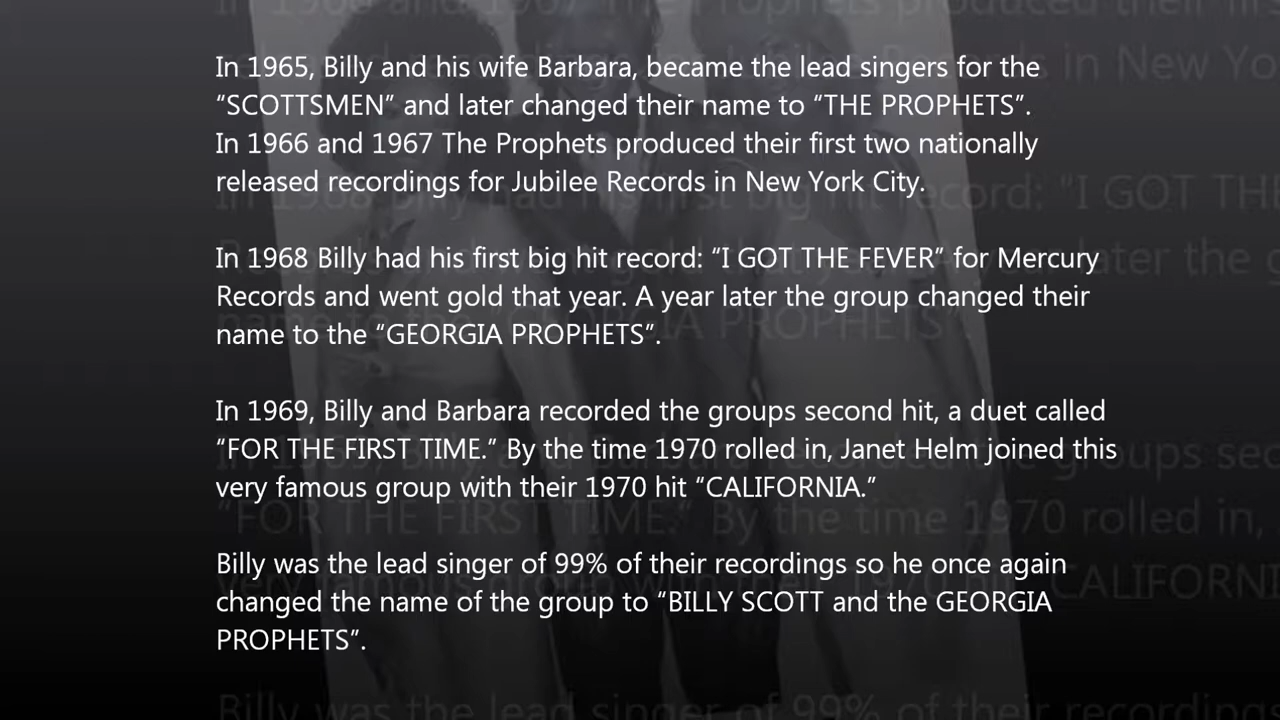 In 1965, Billy and his wife Barbara, became the lead singers for the
“SCOTTSMEN” and later changed their name to “THE PROPHETS”.
In 1966 and 1967 The Prophets produced their first two nationally
released recordings for Jubilee Records in New York City.
In 1968 Billy had his first big hit record: “I GOT THE FEVER” for Mercury
Records and went gold that year. A year later the group changed their
name to the “GEORGIA PROPHETS”.
In 1969, Billy and Barbara recorded the groups second hit, a duet called
“FOR THE FIRST TIME.” By the time 1970 rolled in, Janet Helm joined this
very famous group with their 1970 hit “CALIFORNIA.”
Billy was the lead singer of 99% of their recordings so he once again
changed the name of the group to “BILLY SCOTT and the GEORGIA
PROPHETS”.